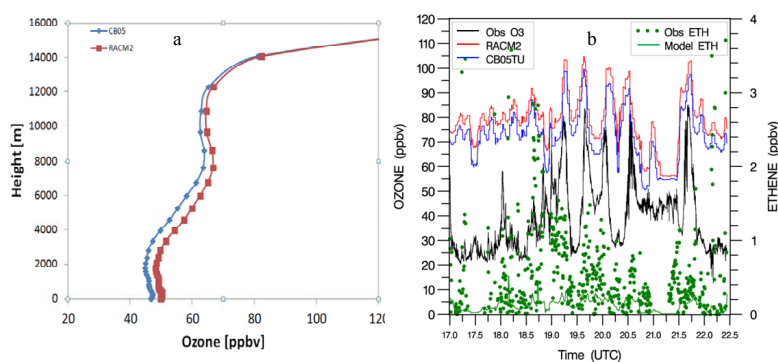 a
CB05
RACM2
16000
14000
12000
10000
8000
6000
4000
2000
0
Height [m]
20 40 60 80 100 120
Ozone [ppbv]
b
Obs O3
RACM2
CB05TU
Obs ETH
Model ETH
120
110
100
90
80
70
60
50
40
30
20
10
0
OZONE (ppbv)
4
3
2
1
0
ETHENE (ppbv)
17.0 17.5 18.0 18.5 19.0 19.5 20.0 20.5 21.0 21.5 22.0 22.5
Time (UTC)